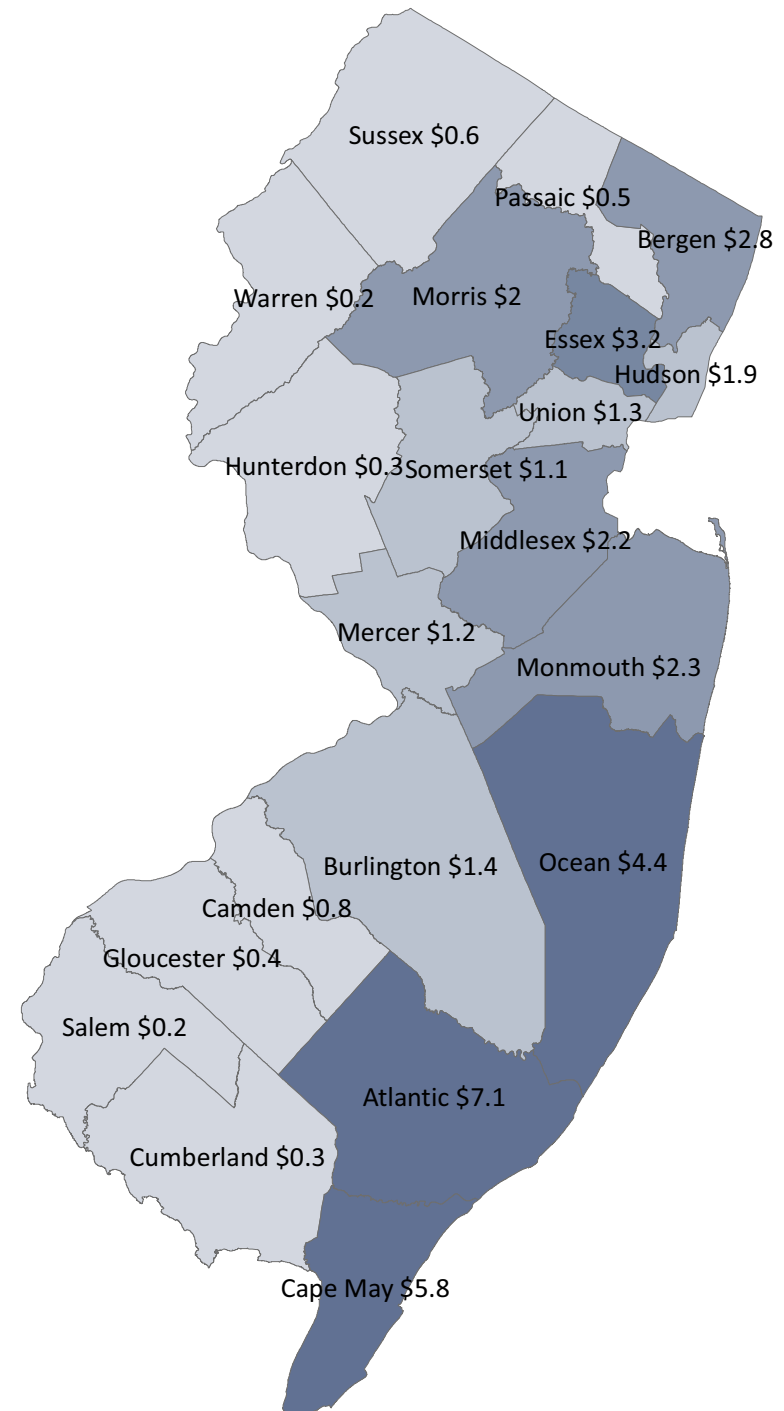 Sussex $0.6
Passaic $0.5
Bergen $2.8
Warren $0.2
Morris $2
Essex $3.2
Hudson $1.9
Union $1.3
Hunterdon $0.3
Somerset $1.1
Middlesex $2.2
Mercer $1.2
Monmouth $2.3
Ocean $4.4
Burlington $1.4
Camden $0.8
Gloucester $0.4
Salem $0.2
Atlantic $7.1
Cumberland $0.3
Cape May $5.8